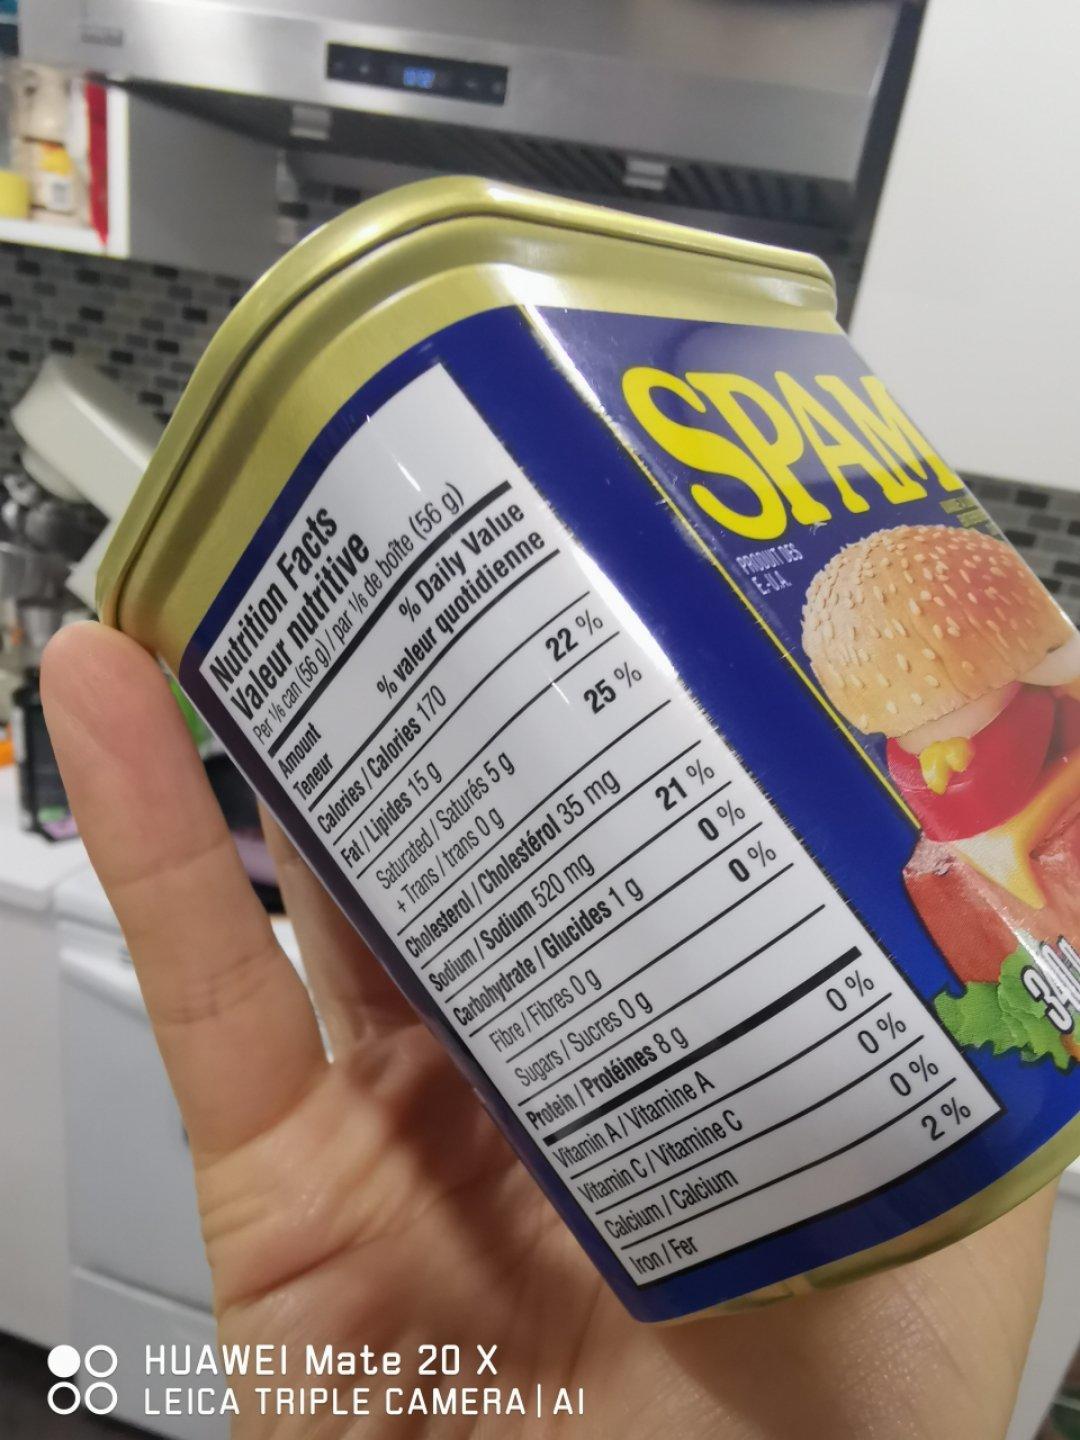 SPAM
PRODUIT DES
É.-U.A.
Nutrition Facts
Valeur nutritive
Per 1/6 can (56 g) / par 1/6 de boîte (56 g)
Amount % Daily Value
Teneur % valeur quotidienne
Calories / Calories 170
Fat / Lipides 15 g 22 %
Saturated / Saturés 5 g 25 %
+ Trans / trans 0 g
Cholesterol / Cholestérol 35 mg
Sodium / Sodium 520 mg 21 %
Carbohydrate / Glucides 1 g 0 %
Fibre / Fibres 0 g 0 %
Sugars / Sucres 0 g
Protein / Protéines 8 g
Vitamin A / Vitamine A 0 %
Vitamin C / Vitamine C 0 %
Calcium / Calcium 0 %
Iron / Fer 2 %
HUAWEI Mate 20 X
LEICA TRIPLE CAMERA | AI